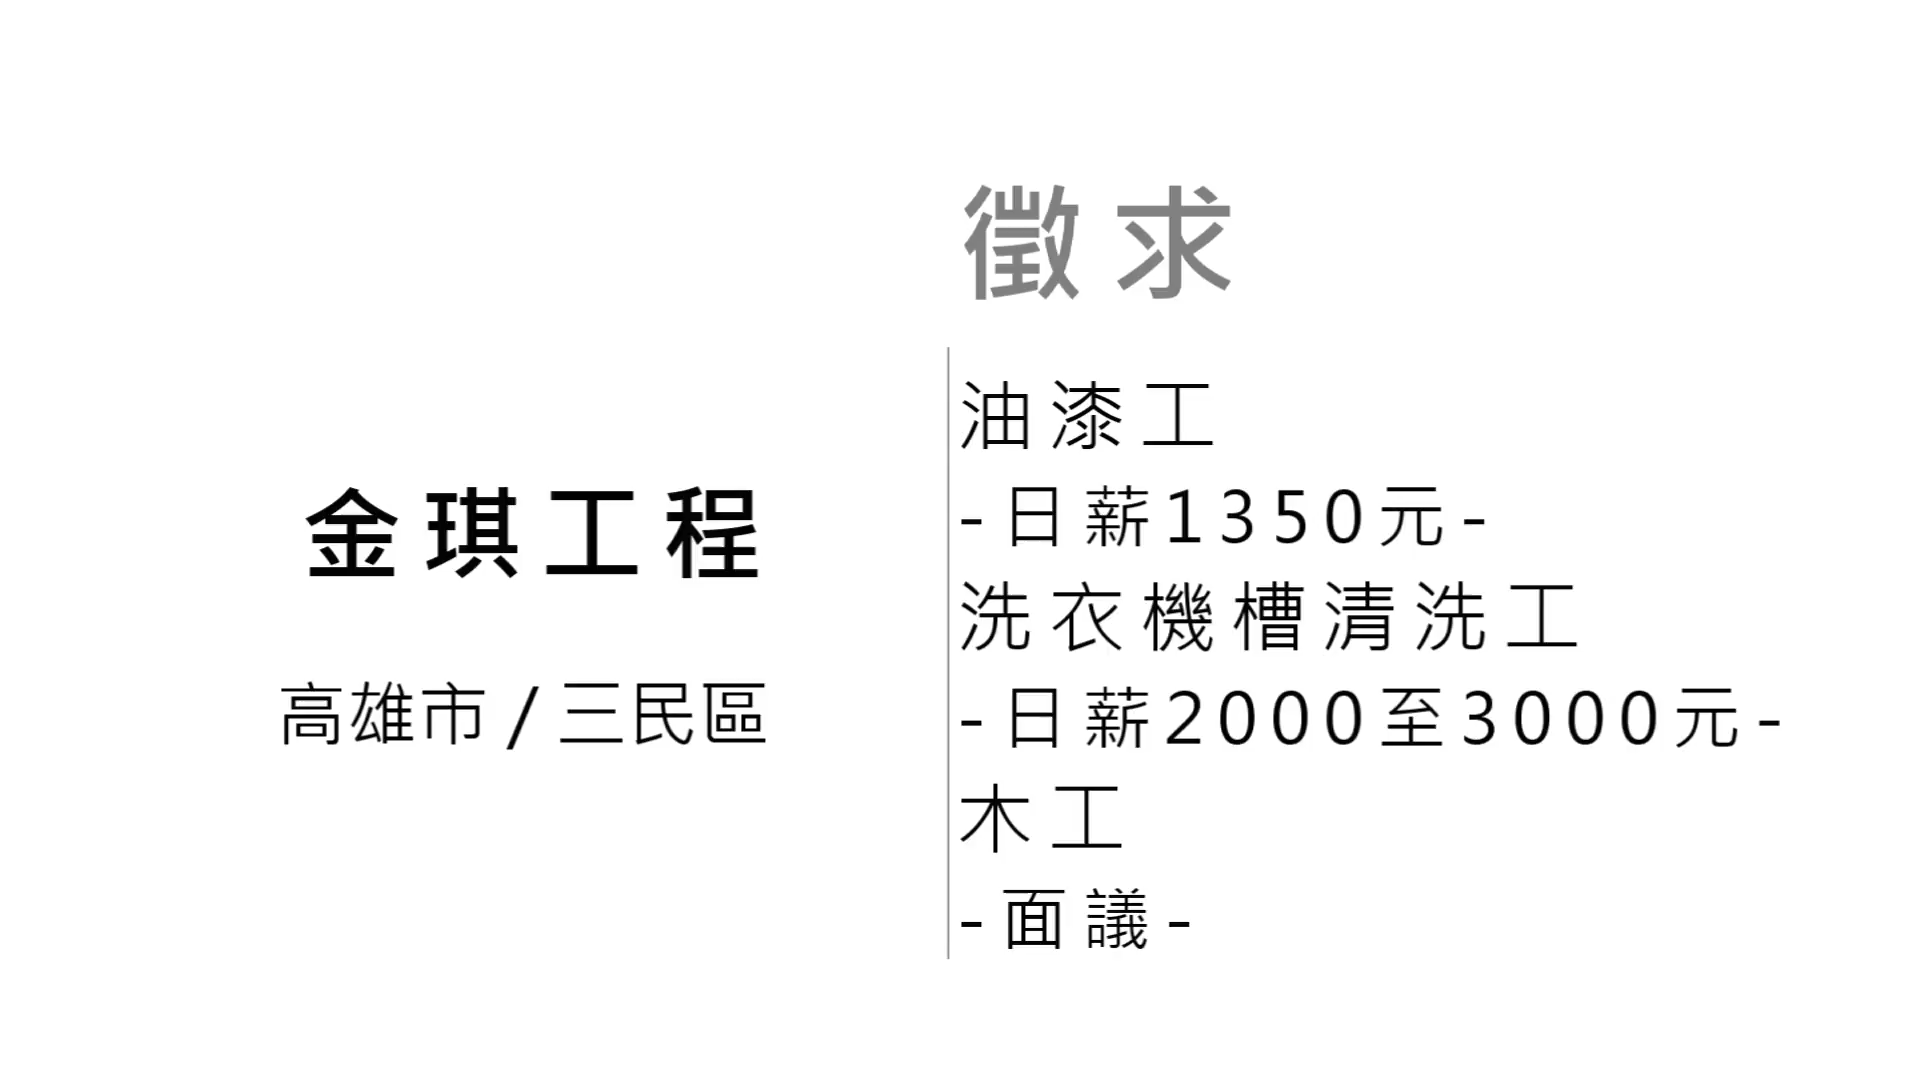 金琪工程
高雄市/三民區
徵求
油漆工
-日薪1350元-
洗衣機槽清洗工
-日薪2000至3000元-
木工
-面議-